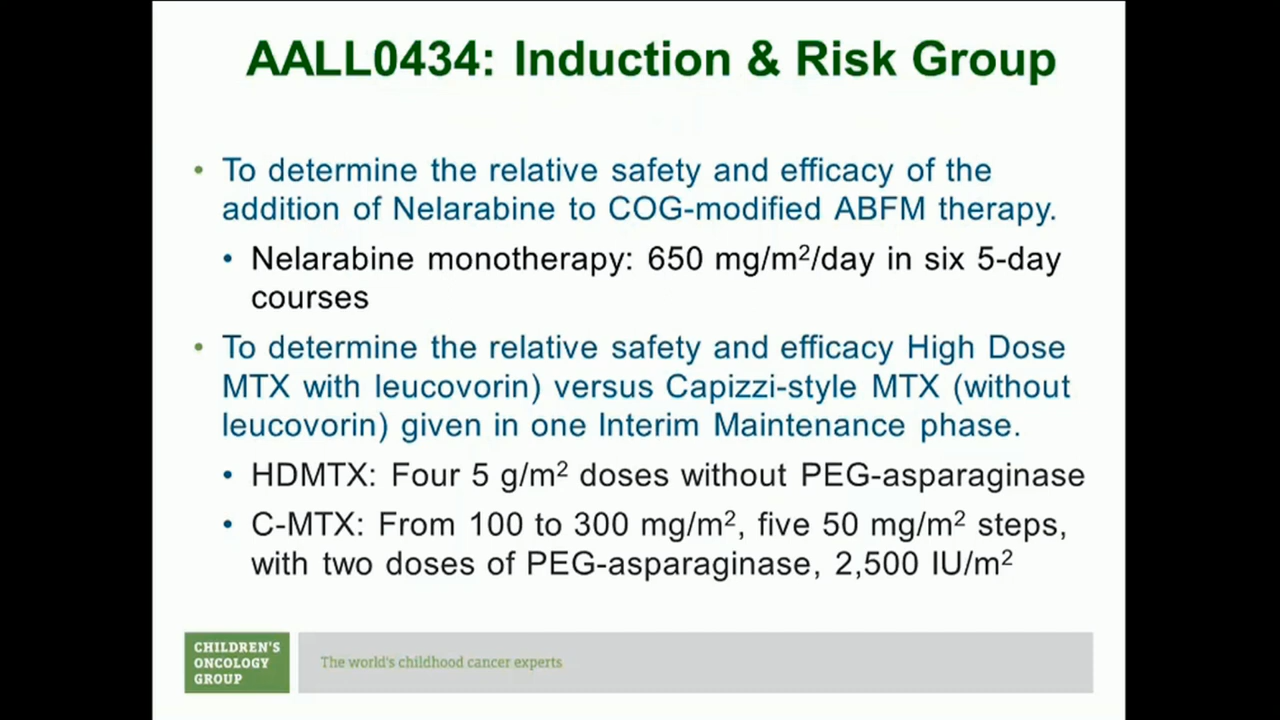 AALL0434: Induction & Risk Group
• To determine the relative safety and efficacy of the
addition of Nelarabine to COG-modified ABFM therapy.
• Nelarabine monotherapy: 650 mg/m²/day in six 5-day
courses
• To determine the relative safety and efficacy High Dose
MTX with leucovorin) versus Capizzi-style MTX (without
leucovorin) given in one Interim Maintenance phase.
• HDMTX: Four 5 g/m² doses without PEG-asparaginase
• C-MTX: From 100 to 300 mg/m², five 50 mg/m² steps,
with two doses of PEG-asparaginase, 2,500 IU/m²
CHILDREN'S
ONCOLOGY
GROUP
The world's childhood cancer experts